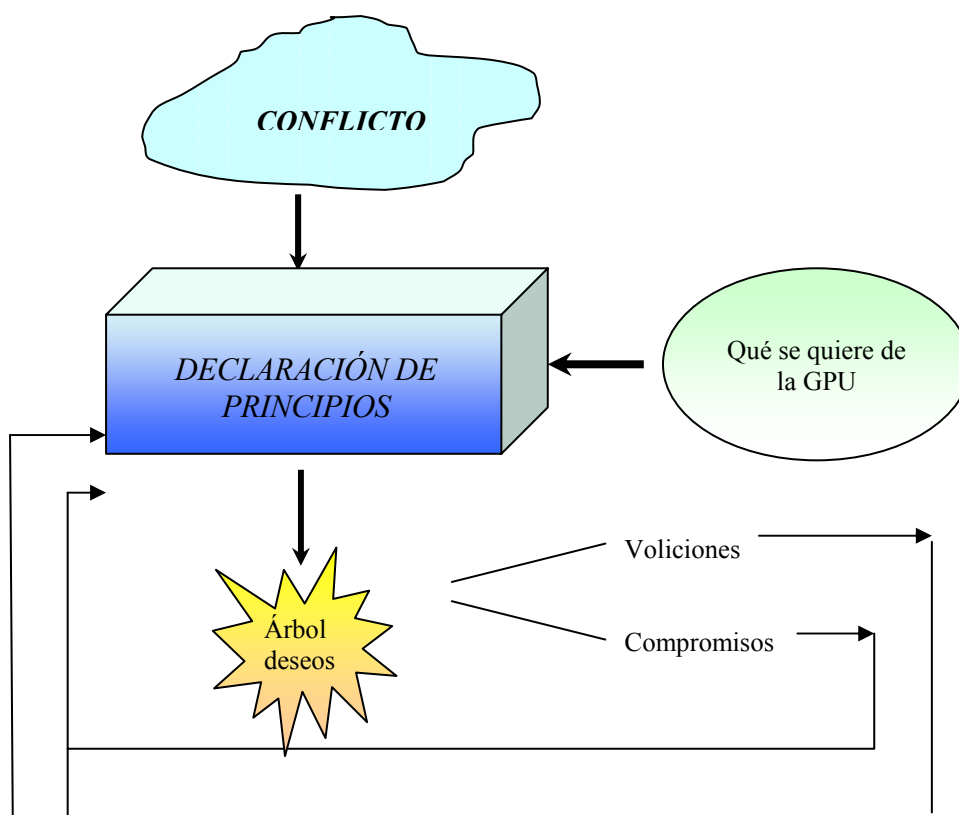 CONFLICTO
DECLARACIÓN DE
PRINCIPIOS
Qué se quiere de
la GPU
Árbol
deseos
Voliciones
Compromisos